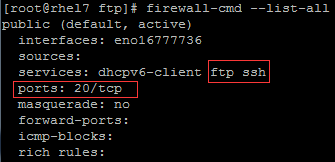 [root@rhel7 ftp]# firewall-cmd --list-all
public (default, active)
  interfaces: eno16777736
  sources:
  services: dhcpv6-client ftp ssh
  ports: 20/tcp
  masquerade: no
  forward-ports:
  icmp-blocks:
  rich rules: